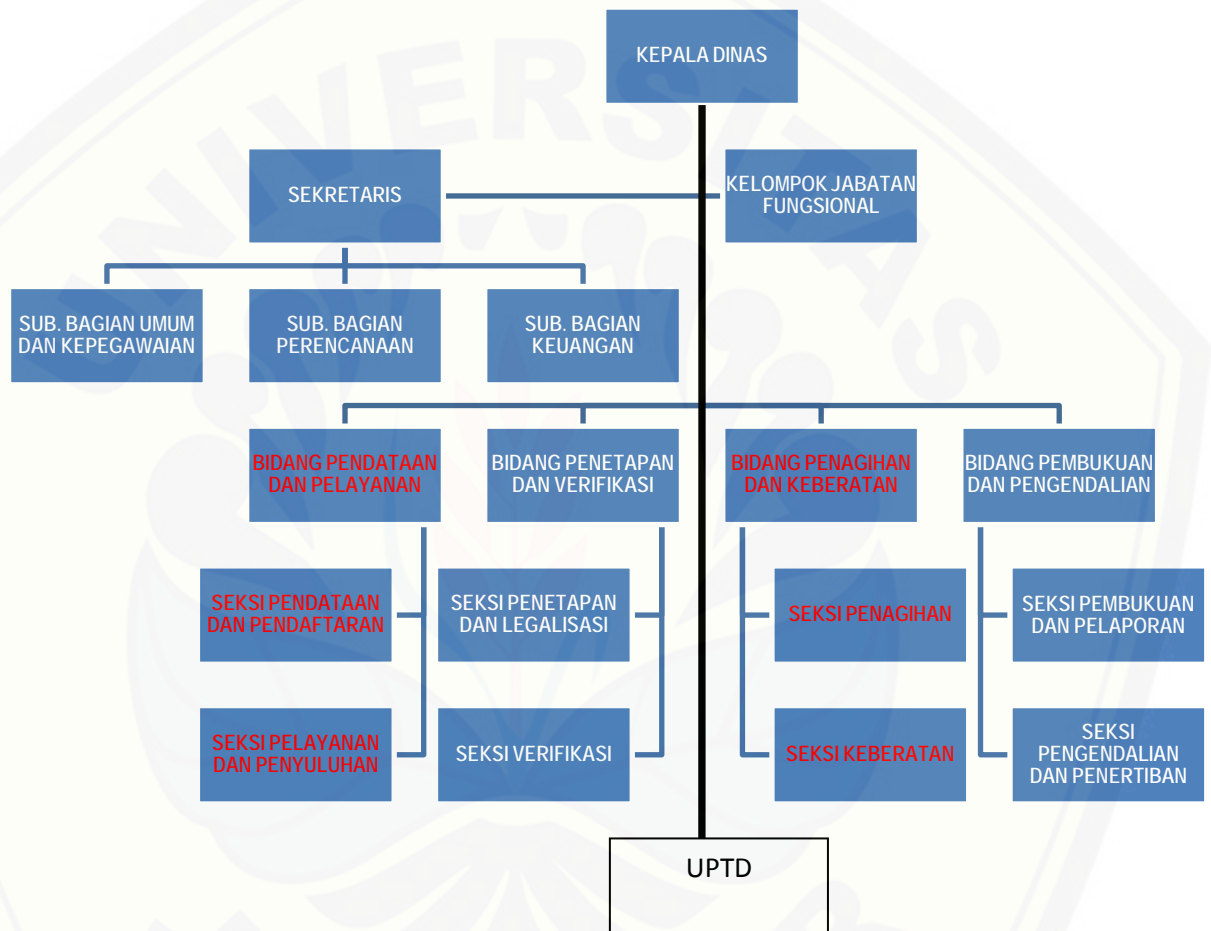 KEPALA DINAS
SEKRETARIS
KELOMPOK JABATAN
FUNGSIONAL
SUB. BAGIAN UMUM
DAN KEPEGAWAIAN
SUB. BAGIAN
PERENCANAAN
SUB. BAGIAN
KEUANGAN
BIDANG PENDATAAN
DAN PELAYANAN
BIDANG PENETAPAN
DAN VERIFIKASI
BIDANG PENAGIHAN
DAN KEBERATAN
BIDANG PEMBUKUAN
DAN PENGENDALIAN
SEKSI PENDATAAN
DAN PENDAFTARAN
SEKSI PENETAPAN
DAN LEGALISASI
SEKSI PENAGIHAN
SEKSI PEMBUKUAN
DAN PELAPORAN
SEKSI PELAYANAN
DAN PENYULUHAN
SEKSI VERIFIKASI
SEKSI KEBERATAN
SEKSI
PENGENDALIAN
DAN PENERTIBAN
UPTD
UNIVERSITAS